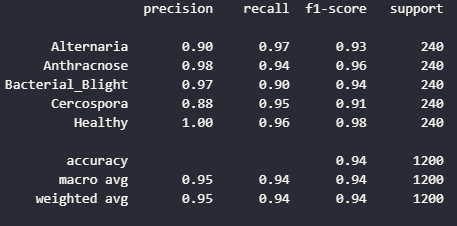 precision recall f1-score support
Alternaria 0.90 0.97 0.93 240
Anthracnose 0.98 0.94 0.96 240
Bacterial_Blight 0.97 0.90 0.94 240
Cercospora 0.88 0.95 0.91 240
Healthy 1.00 0.96 0.98 240
accuracy 0.94 1200
macro avg 0.95 0.94 0.94 1200
weighted avg 0.95 0.94 0.94 1200